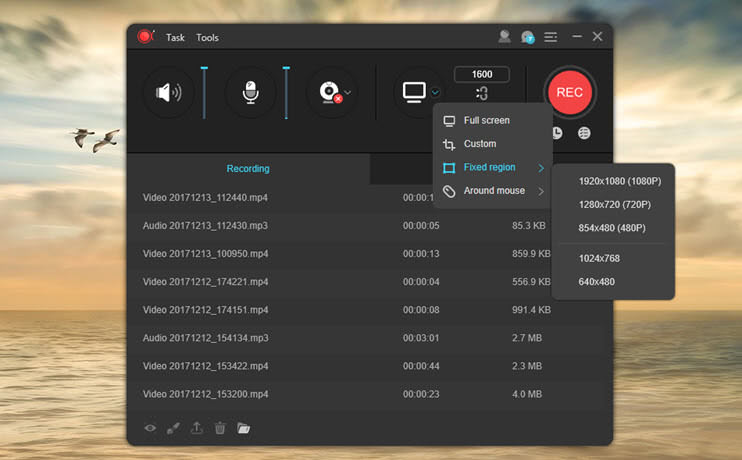 Task Tools
7
1600
REC
Full screen
Custom
Fixed region
Around mouse
1920x1080 (1080P)
1280x720 (720P)
854x480 (480P)
1024x768
640x480
Recording
Video 20171213_112440.mp4 00:00:1
Audio 20171213_112430.mp3 00:00:05 85.3 KB
Video 20171213_100950.mp4 00:00:13 859.9 KB
Video 20171212_174221.mp4 00:00:04 556.9 KB
Video 20171212_174151.mp4 00:00:08 991.4 KB
Audio 20171212_154134.mp3 00:03:01 2.7 MB
Video 20171212_153422.mp4 00:00:44 2.3 MB
Video 20171212_153200.mp4 00:00:23 4.0 MB